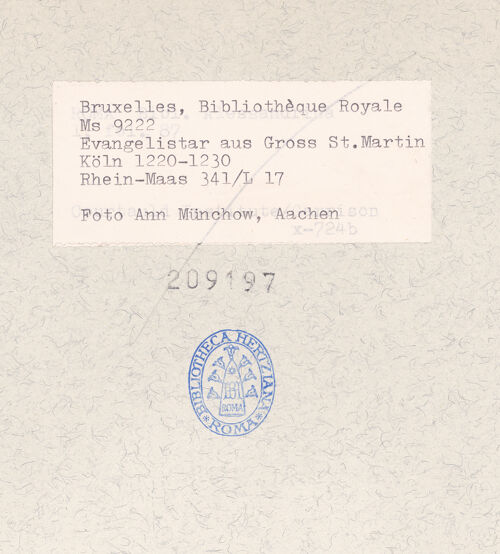 Bruxelles, Bibliothèque Royale
Ms 9222
Evangelistar aus Gross St.Martin
Köln 1220-1230
Rhein-Maas 341/L 17
Foto Ann Münchow, Aachen
x-724b
209197
BIBLIOTHECA HERTZIANA
ROMA
ROMA